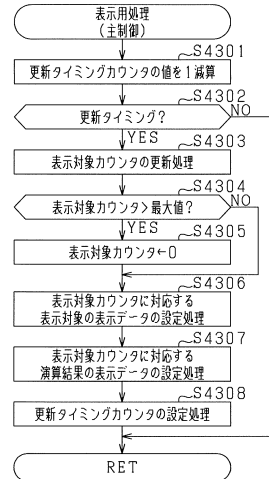 表示用処理
(主制御)
S4301
更新タイミングカウンタの値を1減算
S4302
更新タイミング?
NO
YES
S4303
表示対象カウンタの更新処理
S4304
表示対象カウンタ>最大値?
NO
YES
S4305
表示対象カウンタ←0
S4306
表示対象カウンタに対応する
表示対象の表示データの設定処理
S4307
表示対象カウンタに対応する
演算結果の表示データの設定処理
S4308
更新タイミングカウンタの設定処理
RET